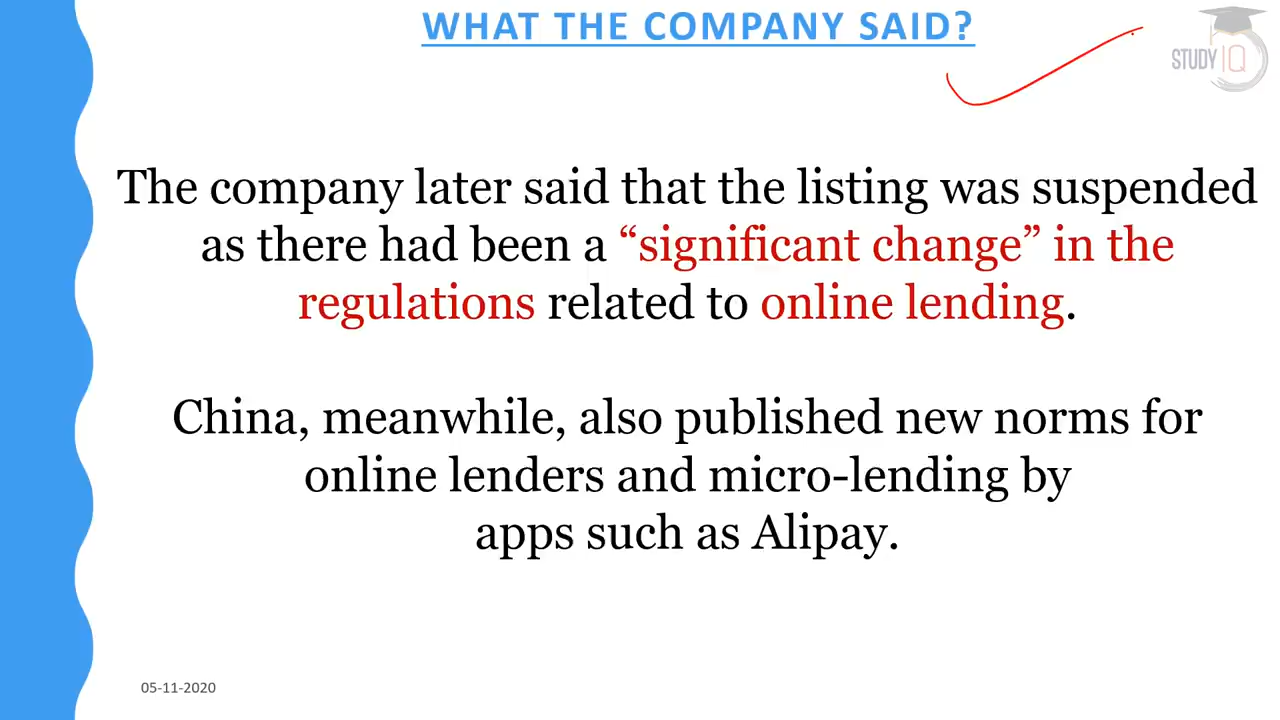 WHAT THE COMPANY SAID?
STUDY IQ
The company later said that the listing was suspended
as there had been a “significant change” in the
regulations related to online lending.
China, meanwhile, also published new norms for
online lenders and micro-lending by
apps such as Alipay.
05-11-2020